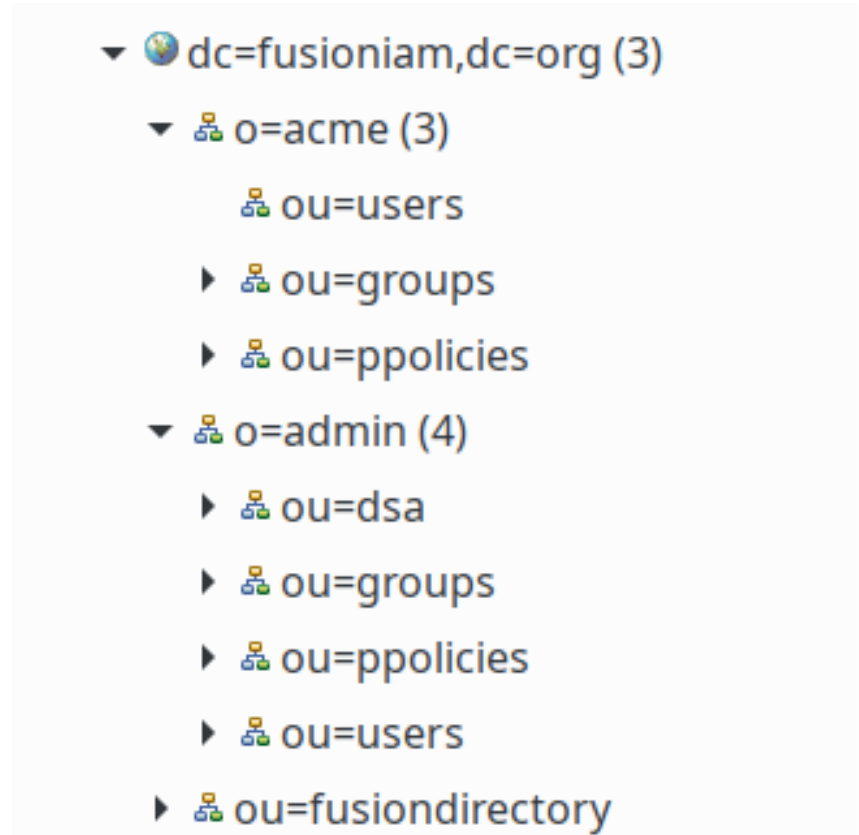 dc=fusioniam,dc=org (3)
o=acme (3)
ou=users
ou=groups
ou=ppolicies
o=admin (4)
ou=dsa
ou=groups
ou=ppolicies
ou=users
ou=fusiondirectory